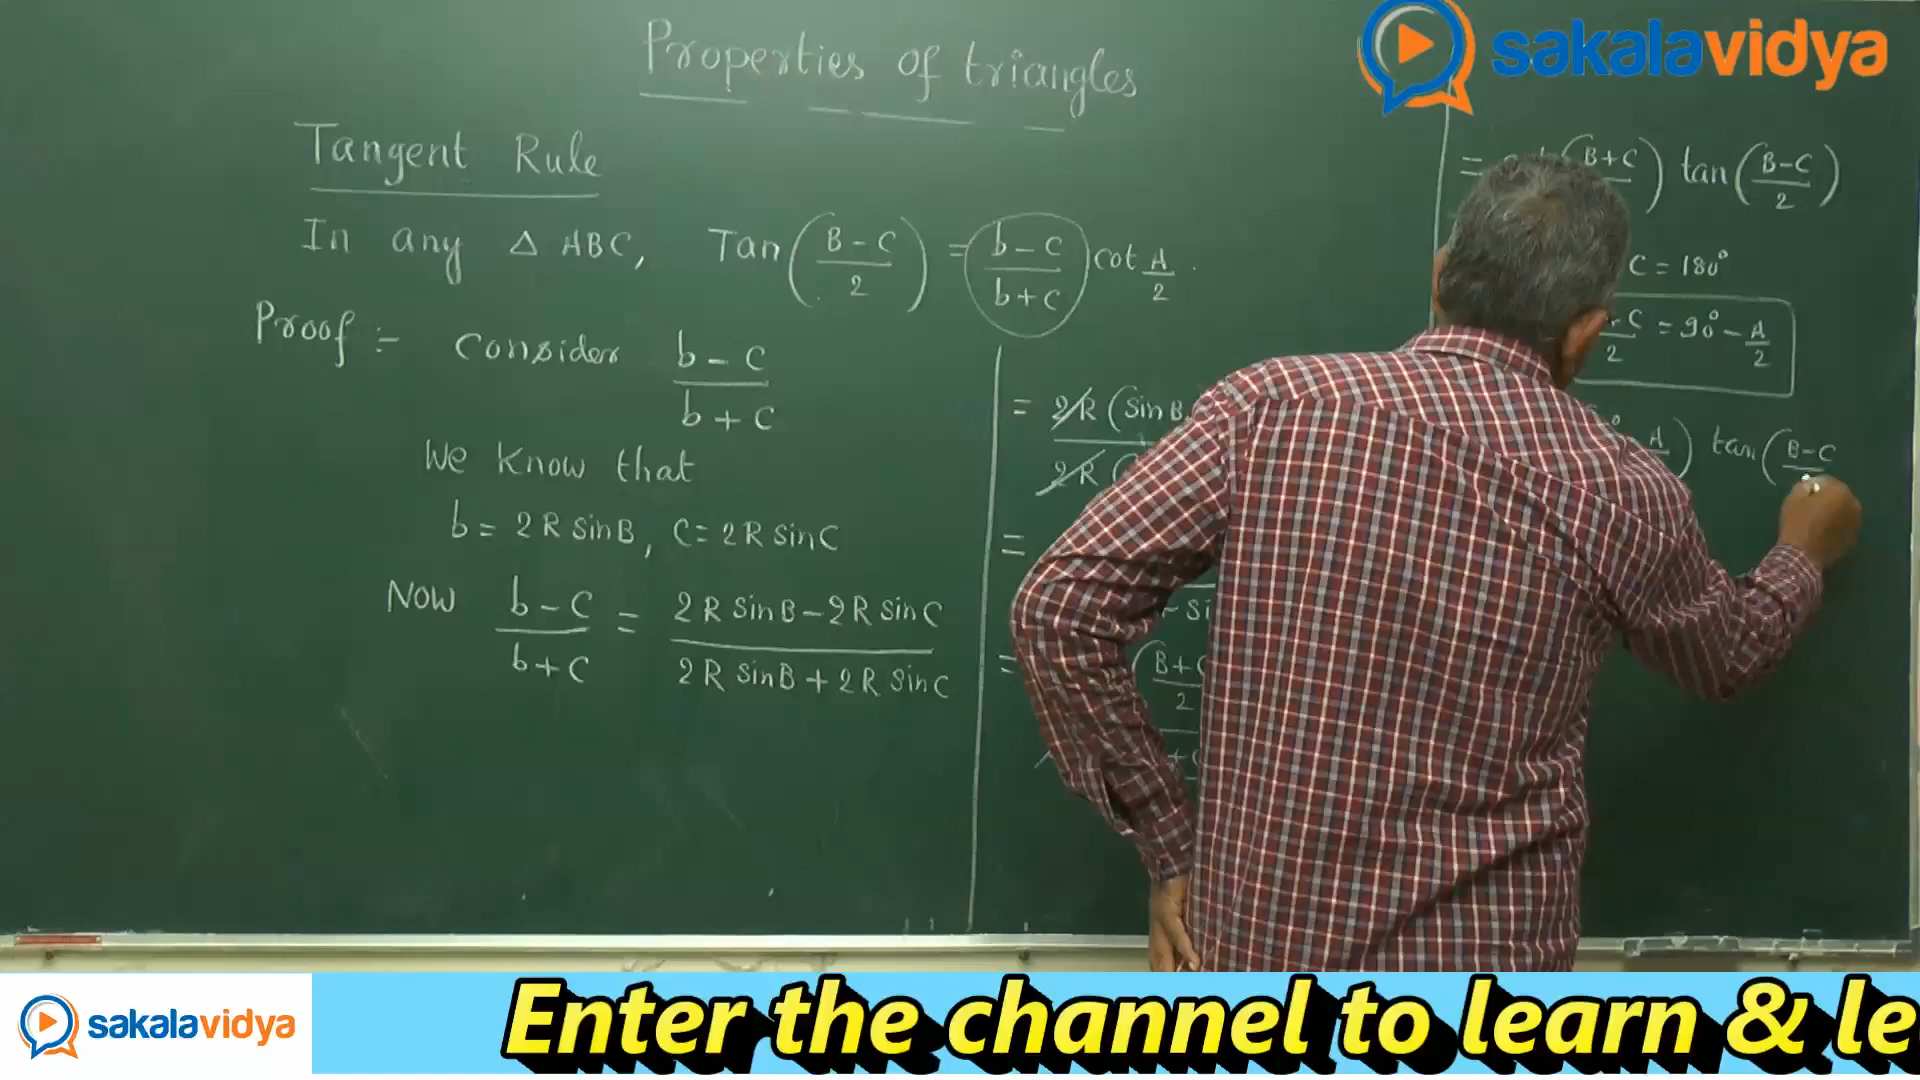 Properties of triangles
sakalavidya
Tangent Rule
In any Δ ABC, Tan((B-C)/2) = (b-c)/(b+c) cot A/2
Proof :- Consider (b-c)/(b+c)
We know that
b = 2R sinB, c = 2R sinC
Now (b-c)/(b+c) = (2R sinB - 2R sinC)/(2R sinB + 2R sinC)
= 2R (sinB
2R (
=
=
B+C
2
= (B+C) tan((B-C)/2)
C = 180°
C/2 = 90° - A/2
A) tan(B-C
sakalavidya
Enter the channel to learn & le